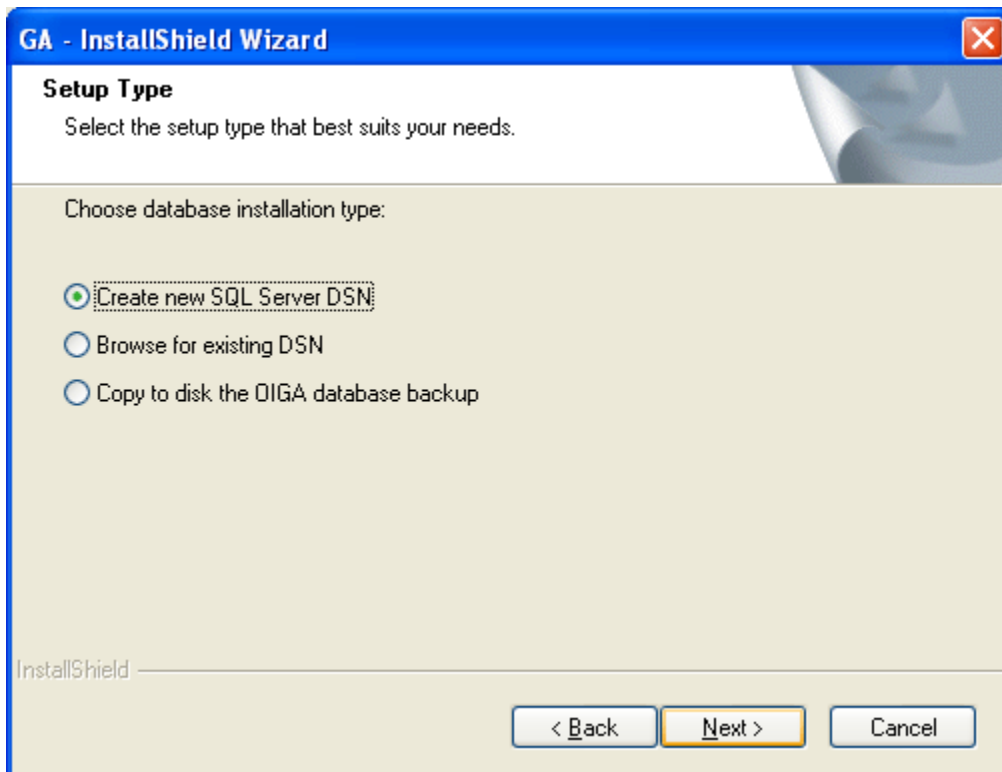 GA - InstallShield Wizard
Setup Type
Select the setup type that best suits your needs.
Choose database installation type:
Create new SQL Server DSN
Browse for existing DSN
Copy to disk the OIGA database backup
InstallShield
< Back
Next >
Cancel